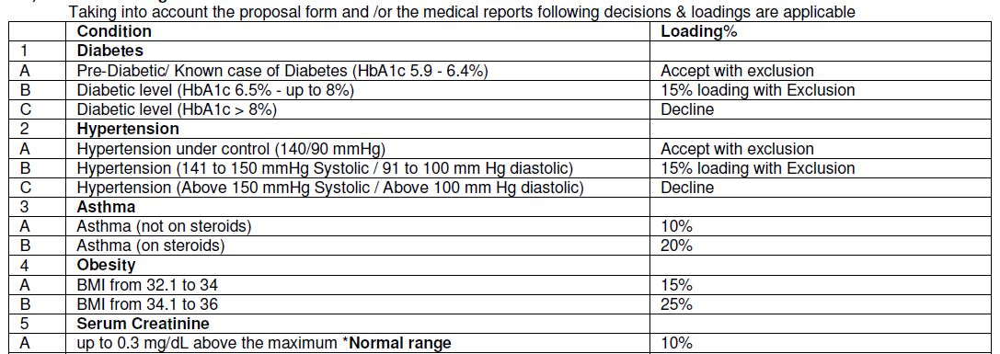 Taking into account the proposal form and /or the medical reports following decisions & loadings are applicable
Condition Loading%
1 Diabetes
A Pre-Diabetic/ Known case of Diabetes (HbA1c 5.9 - 6.4%) Accept with exclusion
B Diabetic level (HbA1c 6.5% - up to 8%) 15% loading with Exclusion
C Diabetic level (HbA1c > 8%) Decline
2 Hypertension
A Hypertension under control (140/90 mmHg) Accept with exclusion
B Hypertension (141 to 150 mmHg Systolic / 91 to 100 mm Hg diastolic) 15% loading with Exclusion
C Hypertension (Above 150 mmHg Systolic / Above 100 mm Hg diastolic) Decline
3 Asthma
A Asthma (not on steroids) 10%
B Asthma (on steroids) 20%
4 Obesity
A BMI from 32.1 to 34 15%
B BMI from 34.1 to 36 25%
5 Serum Creatinine
A up to 0.3 mg/dL above the maximum *Normal range 10%